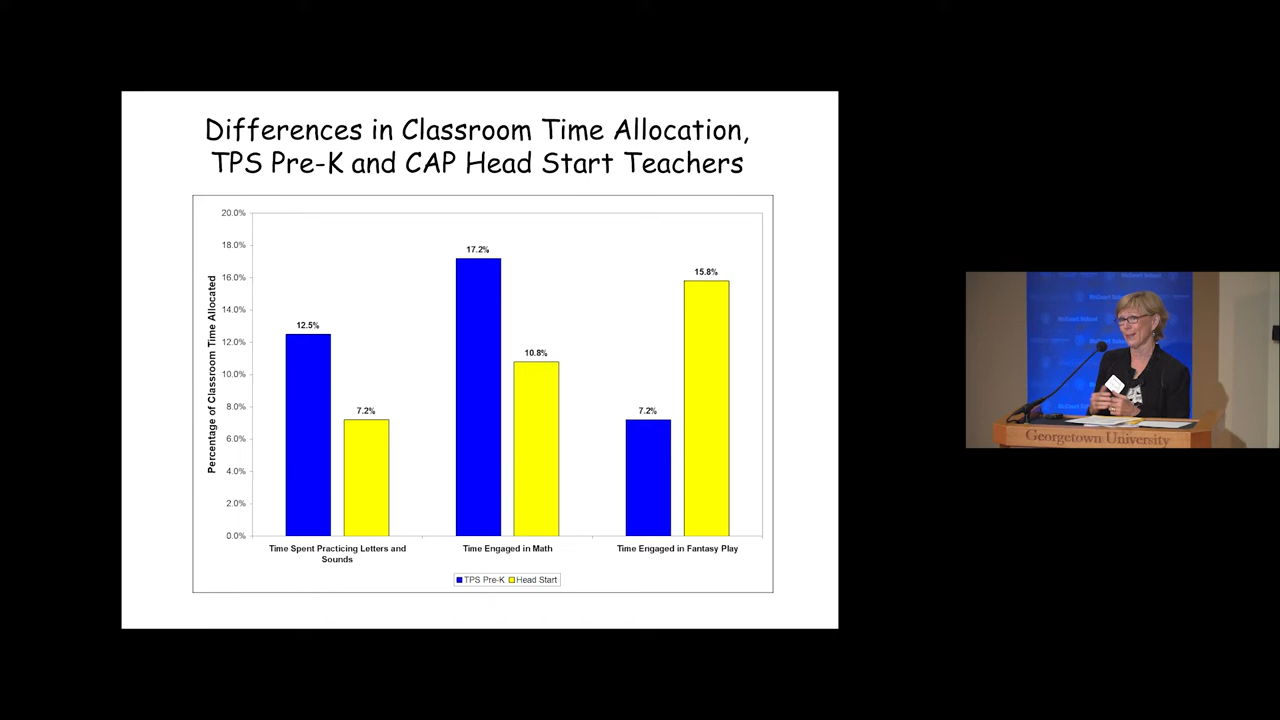 Differences in Classroom Time Allocation,
TPS Pre-K and CAP Head Start Teachers
Percentage of Classroom Time Allocated
20.0%
18.0%
16.0%
14.0%
12.0%
10.0%
8.0%
6.0%
4.0%
2.0%
0.0%
12.5%
7.2%
17.2%
10.8%
7.2%
15.8%
Time Spent Practicing Letters and
Sounds
Time Engaged in Math
Time Engaged in Fantasy Play
TPS Pre-K Head Start
McCourt School
Georgetown University